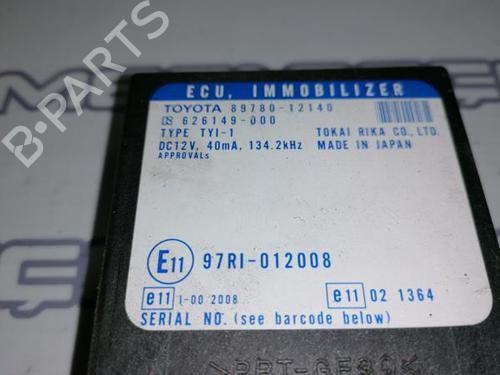 B-PARTS
ECU, IMMOBILIZER
TOYOTA 89780-12140
626149-000
TYPE TYI-1 TOKAI RIKA CO., LTD.
DC12V, 40mA, 134.2kHz MADE IN JAPAN
APPROVALs
E11 97RI-012008
e11 1-00 2008 e11 02 1364
SERIAL NO. (see barcode below)
>PBT-GF30<